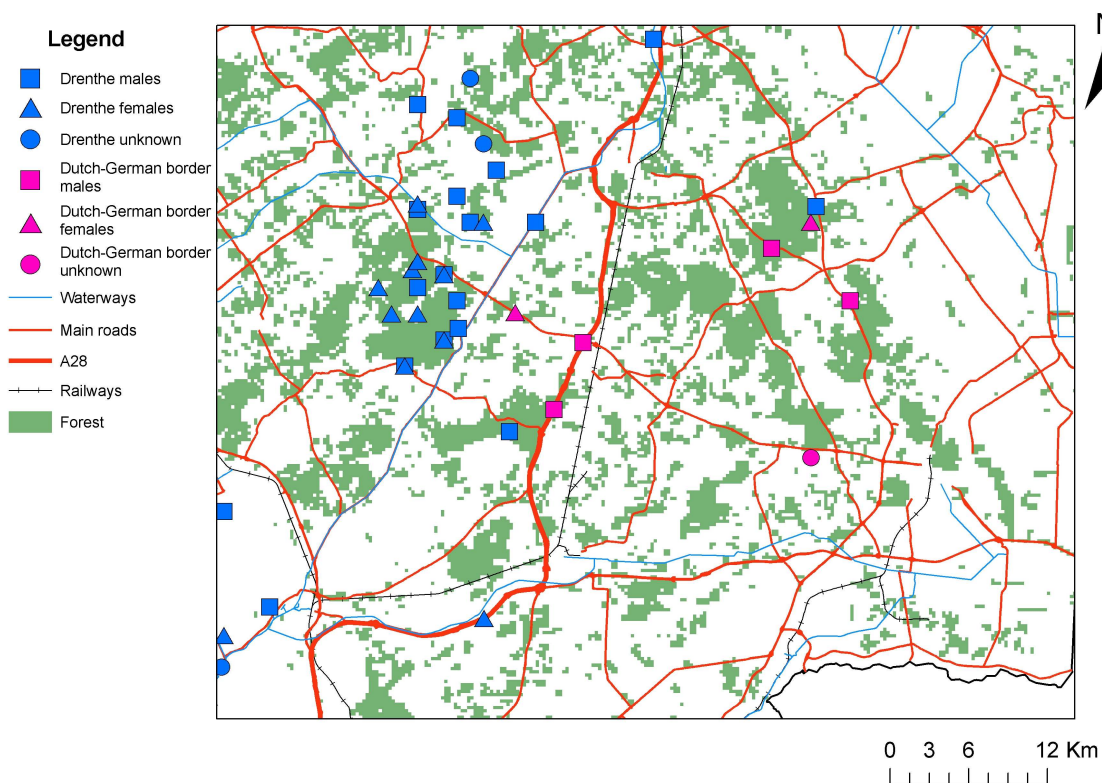 N
Legend
Drenthe males
Drenthe females
Drenthe unknown
Dutch-German border
males
Dutch-German border
females
Dutch-German border
unknown
Waterways
Main roads
A28
Railways
Forest
0 3 6 12 Km